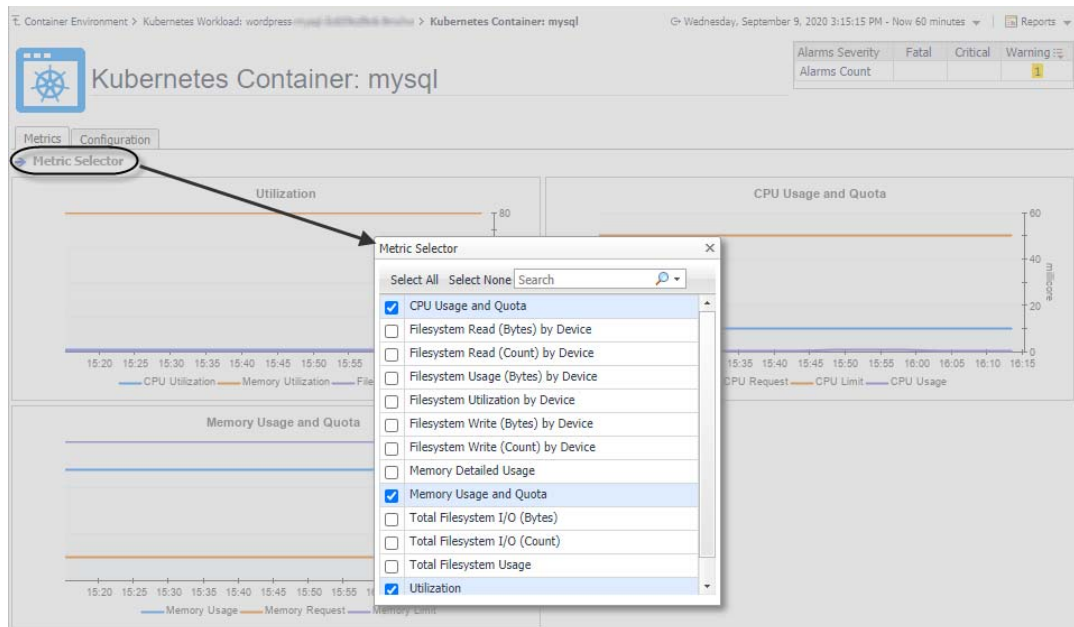 Container Environment > Kubernetes Workload: wordpress > Kubernetes Container: mysql
Wednesday, September 9, 2020 3:15:15 PM - Now 60 minutes
Reports
Alarms Severity Fatal Critical Warning
Alarms Count 1
Kubernetes Container: mysql
Metrics Configuration
Metric Selector
Utilization
80
15:20 15:25 15:30 15:35 15:40 15:45 15:50 15:55
CPU Utilization Memory Utilization File
CPU Usage and Quota
60
40
20
0
millicore
15:35 15:40 15:45 15:50 15:55 16:00 16:05 16:10 16:15
CPU Request CPU Limit CPU Usage
Memory Usage and Quota
15:20 15:25 15:30 15:35 15:40 15:45 15:50 15:55
Memory Usage Memory Request Memory Limit
Metric Selector
Select All Select None Search
CPU Usage and Quota
Filesystem Read (Bytes) by Device
Filesystem Read (Count) by Device
Filesystem Usage (Bytes) by Device
Filesystem Utilization by Device
Filesystem Write (Bytes) by Device
Filesystem Write (Count) by Device
Memory Detailed Usage
Memory Usage and Quota
Total Filesystem I/O (Bytes)
Total Filesystem I/O (Count)
Total Filesystem Usage
Utilization